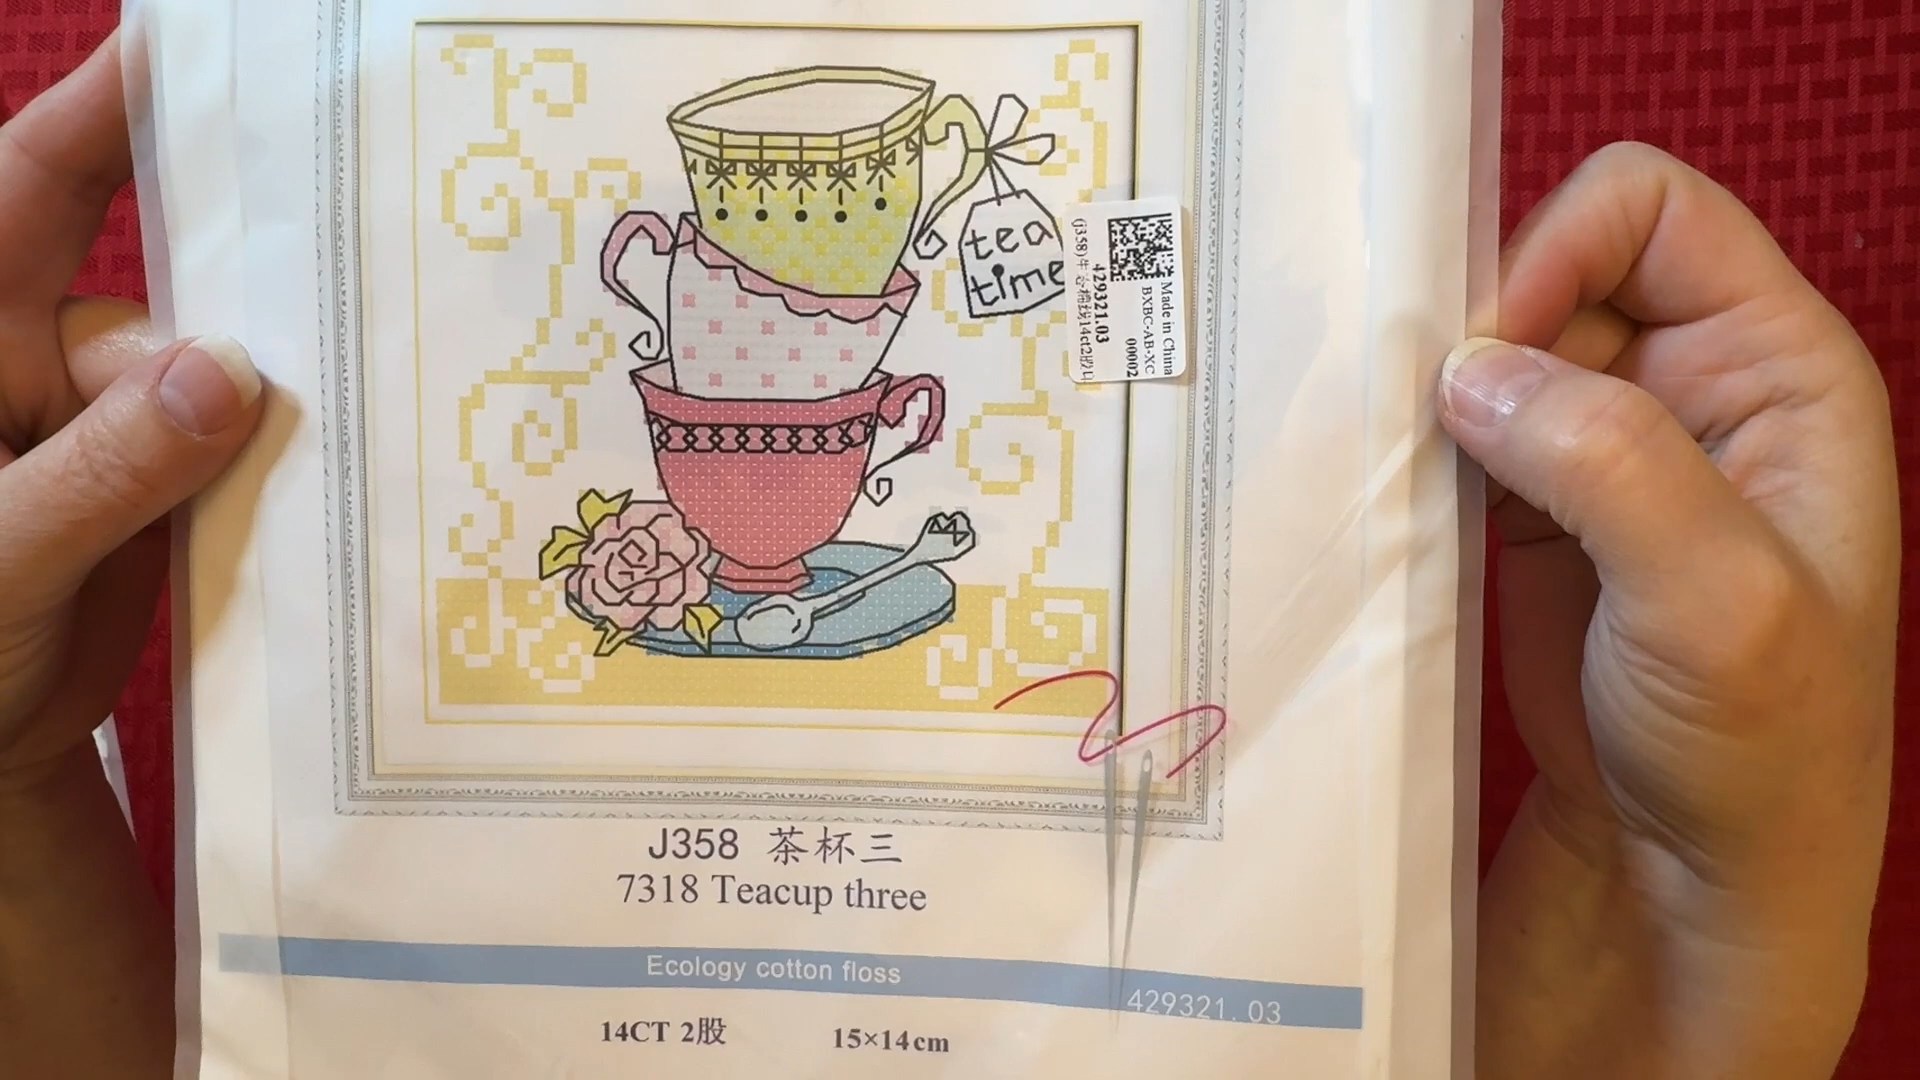 tea
time
Made in China
BXBC-AB-XC
00002
429321.03
J358 茶杯三
7318 Teacup three
Ecology cotton floss
429321.03
14CT 2股
15×14cm